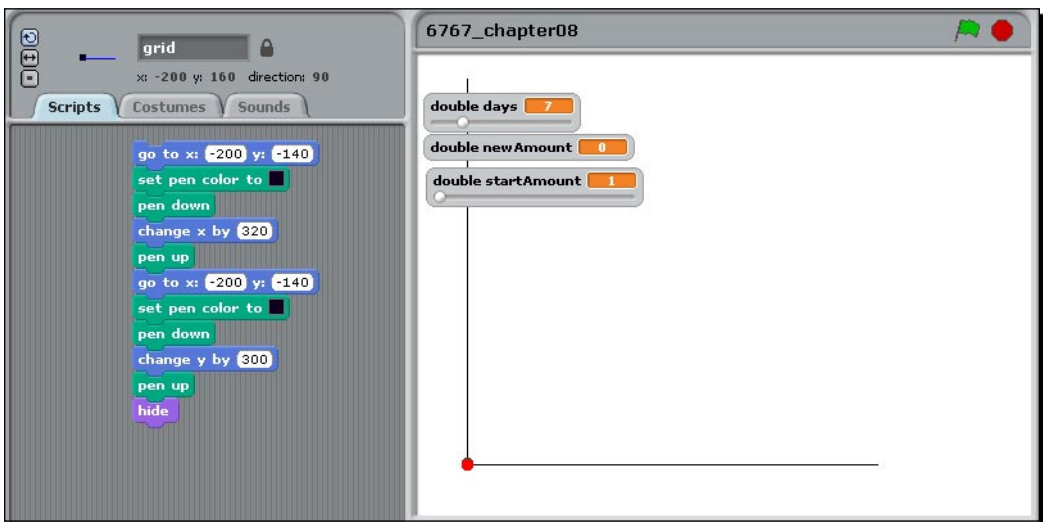 grid
x: -200 y: 160 direction: 90
Scripts Costumes Sounds
go to x: -200 y: -140
set pen color to
pen down
change x by 320
pen up
go to x: -200 y: -140
set pen color to
pen down
change y by 300
pen up
hide
6767_chapter08
double days 7
double newAmount 0
double startAmount 1